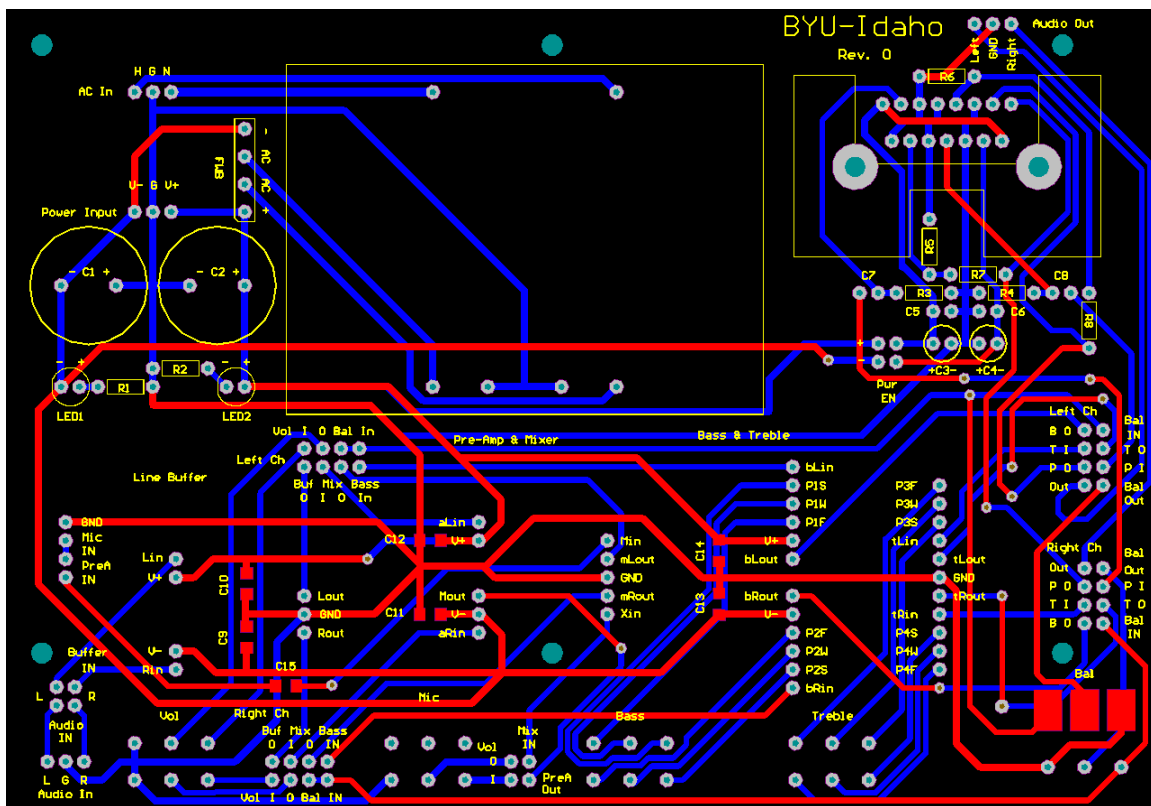 BYU-Idaho
Rev. 0
Audio Out
Left
GND
Right
H G N
AC In
R6
- AC AC +
FWB
V- G V+
Power Input
- C1 +
- C2 +
R5
R7
C7
R3
R4
C8
C5
C6
R8
+
-
+C3-
+C4-
Pwr
EN
- +
- +
R1
R2
LED1
LED2
Vol I O Bal In
Left Ch
Pre-Amp & Mixer
Bass & Treble
Line Buffer
Buf Mix Bass
O I O In
Left Ch
Bal
IN
B O
T I
T O
P O
P I
Out
Bal
Out
bLin
P1S
P1W
P1F
V+
bLout
bRout
V-
P2F
P2W
P2S
bRin
P3F
P3W
P3S
tLin
tLout
GND
tRout
tRin
P4S
P4W
P4F
GND
Mic
IN
PreA
IN
Lin
V+
C10
C9
V-
Rin
C15
Lout
GND
Rout
aLin
C12
V+
C11
Mout
V-
aRin
Min
mLout
GND
mRout
Xin
C14
C13
Right Ch
Bal
Out
Out
P O
P I
T I
T O
B O
Bal
IN
Bal
Buffer
IN
L
R
Audio
IN
L G R
Audio In
Vol
Right Ch
Mic
Buf Mix Bass
O I O IN
Vol I O Bal IN
Mix
IN
Vol
O
I
PreA
Out
Bass
Treble